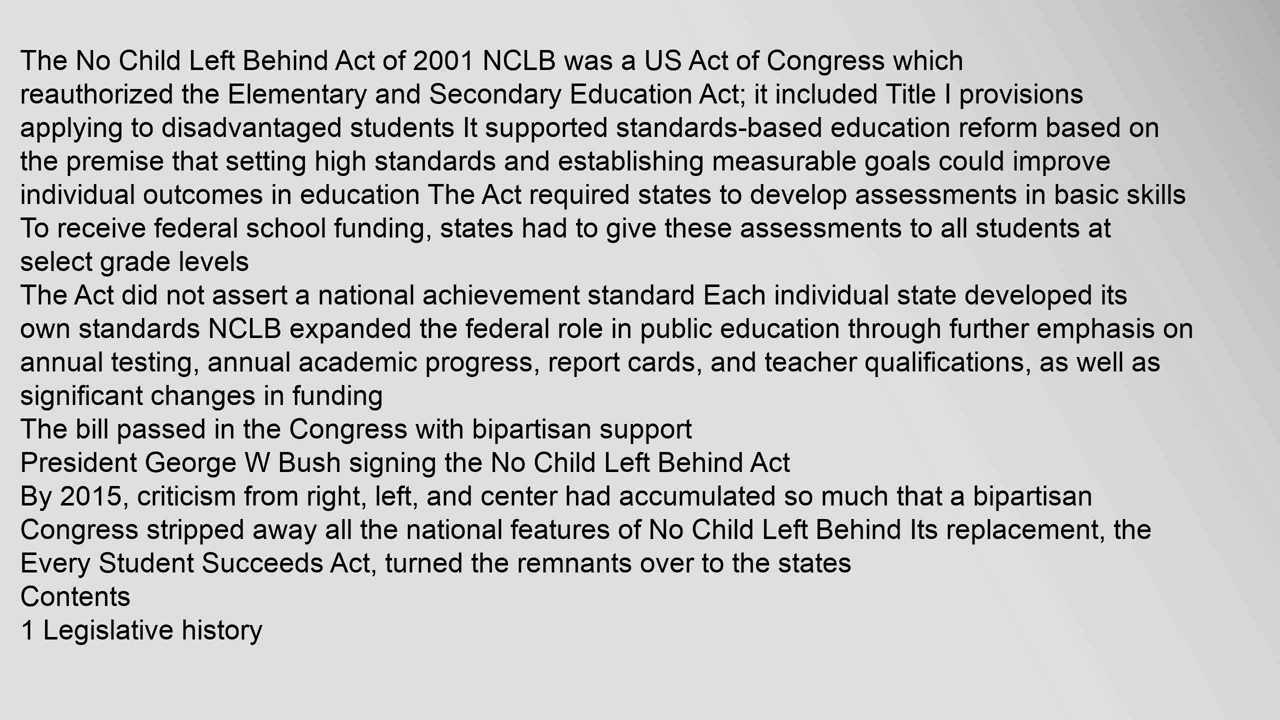 The No Child Left Behind Act of 2001 NCLB was a US Act of Congress which
reauthorized the Elementary and Secondary Education Act; it included Title I provisions
applying to disadvantaged students It supported standards-based education reform based on
the premise that setting high standards and establishing measurable goals could improve
individual outcomes in education The Act required states to develop assessments in basic skills
To receive federal school funding, states had to give these assessments to all students at
select grade levels
The Act did not assert a national achievement standard Each individual state developed its
own standards NCLB expanded the federal role in public education through further emphasis on
annual testing, annual academic progress, report cards, and teacher qualifications, as well as
significant changes in funding
The bill passed in the Congress with bipartisan support
President George W Bush signing the No Child Left Behind Act
By 2015, criticism from right, left, and center had accumulated so much that a bipartisan
Congress stripped away all the national features of No Child Left Behind Its replacement, the
Every Student Succeeds Act, turned the remnants over to the states
Contents
1 Legislative history